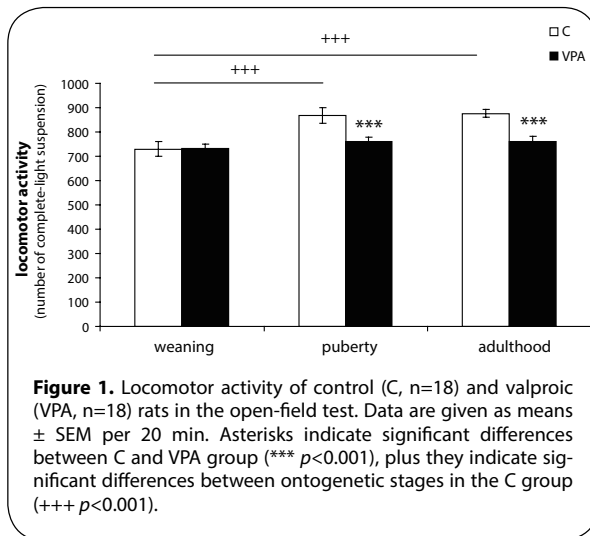 C
VPA
+++
+++
1000
900
800
700
600
500
400
300
200
100
0
locomotor activity
(number of complete-light suspension)
***
***
weaning puberty adulthood
Figure 1. Locomotor activity of control (C, n=18) and valproic
(VPA, n=18) rats in the open-field test. Data are given as means
± SEM per 20 min. Asterisks indicate significant differences
between C and VPA group (*** p<0.001), plus they indicate sig-
nificant differences between ontogenetic stages in the C group
(+++ p<0.001).